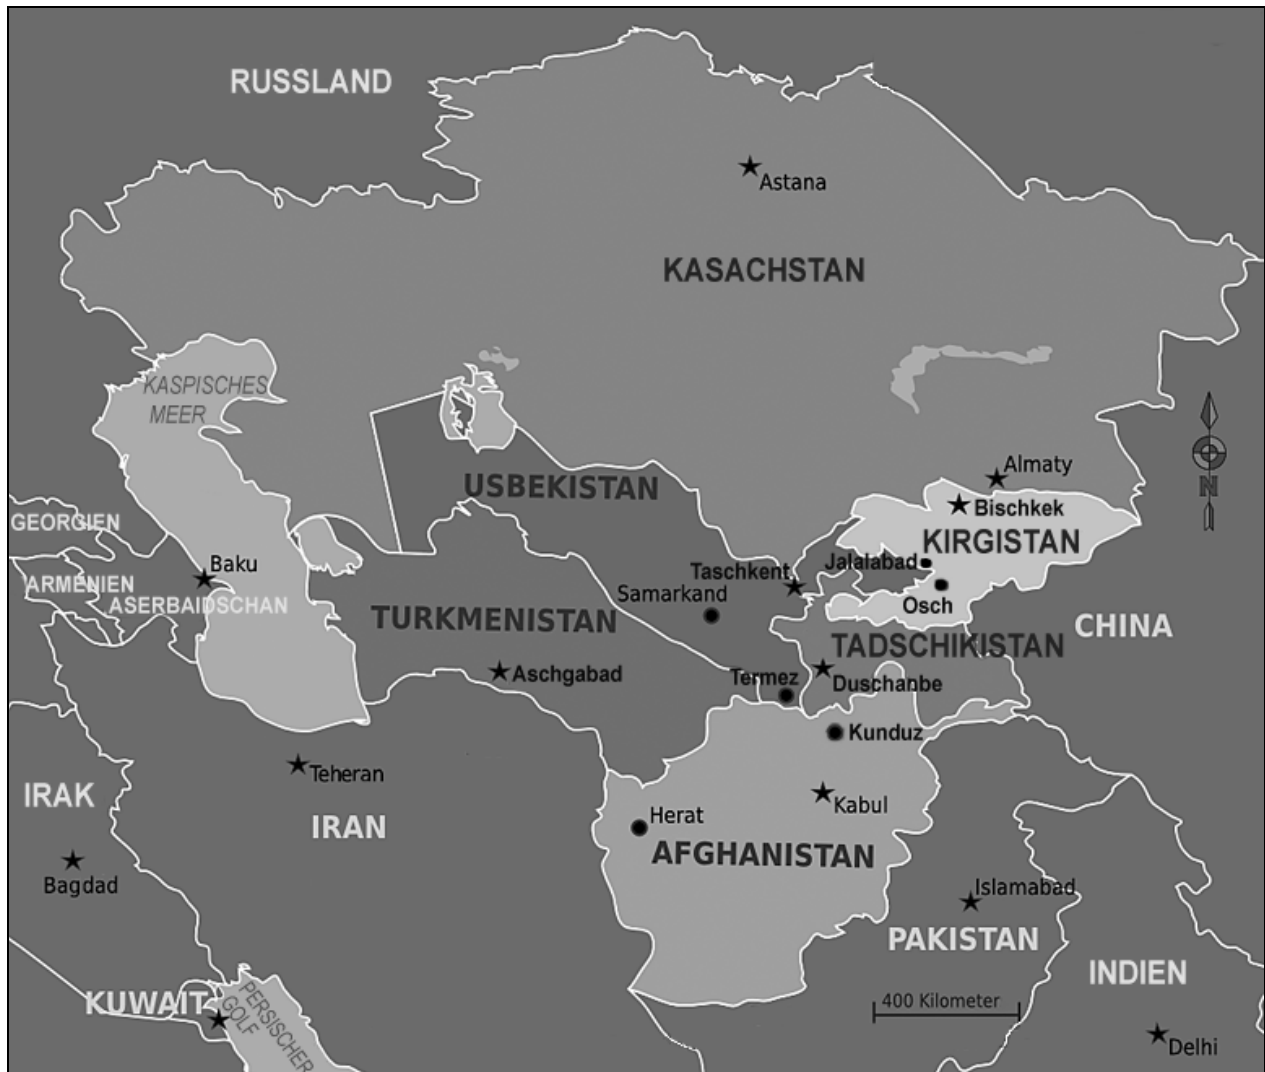 RUSSLAND
Astana
KASACHSTAN
KASPISCHES
MEER
Almaty
N
USBEKISTAN
Bischkek
GEORGIEN
KIRGISTAN
Baku
Jalalabad
Taschkent
ARMENIEN
Samarkand
ASERBAIDSCHAN
Osch
TURKMENISTAN
CHINA
TADSCHIKISTAN
Aschgabad
Termez
Duschanbe
Kunduz
Teheran
IRAK
Kabul
Herat
IRAN
AFGHANISTAN
Bagdad
Islamabad
PAKISTAN
INDIEN
KUWAIT
PERSISCHER
GOLF
400 Kilometer
Delhi